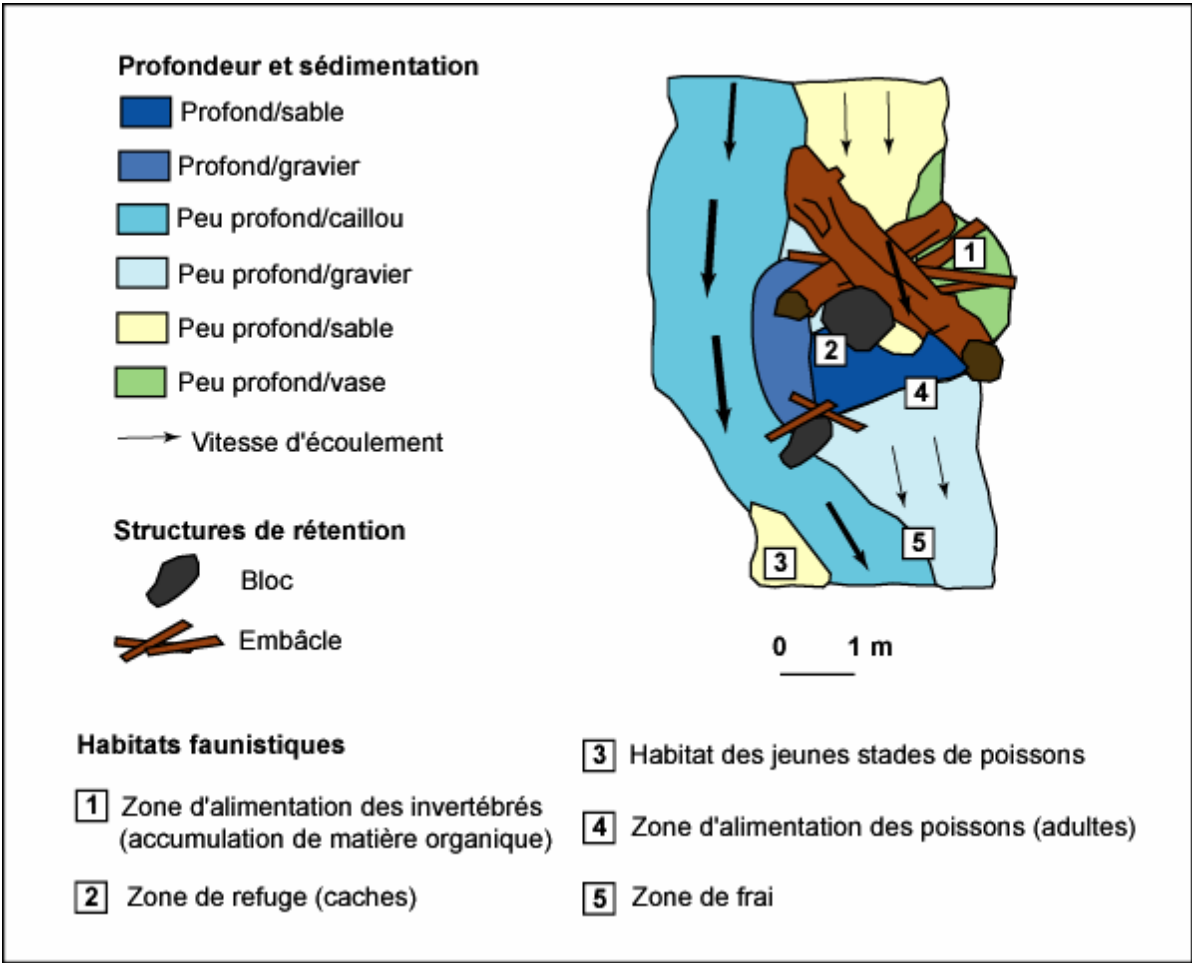 Profondeur et sédimentation
Profond/sable
Profond/gravier
Peu profond/caillou
Peu profond/gravier
Peu profond/sable
Peu profond/vase
Vitesse d'écoulement
Structures de rétention
Bloc
Embâcle
1
2
4
3
5
0 1 m
Habitats faunistiques
1 Zone d'alimentation des invertébrés
(accumulation de matière organique)
2 Zone de refuge (caches)
3 Habitat des jeunes stades de poissons
4 Zone d'alimentation des poissons (adultes)
5 Zone de frai